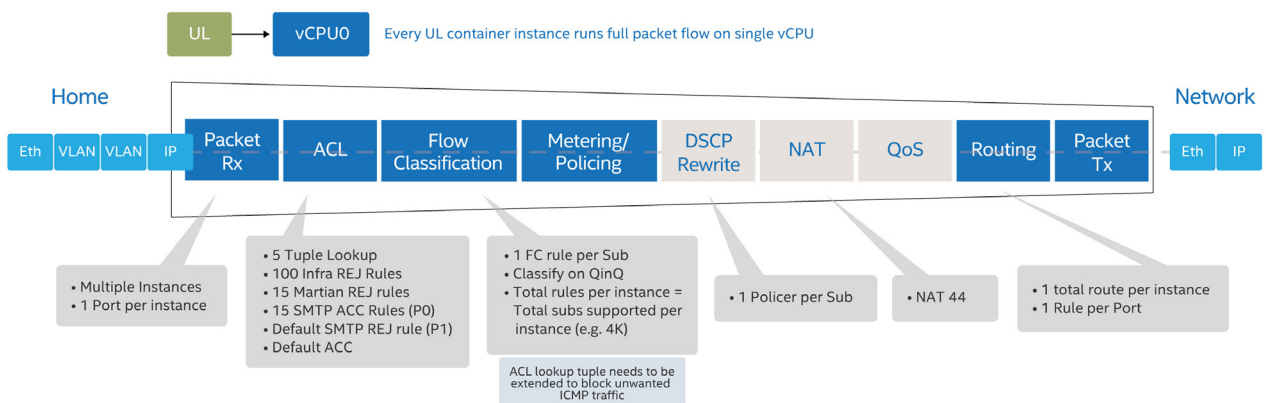 UL
vCPU0
Every UL container instance runs full packet flow on single vCPU
Home
Network
Eth
VLAN
VLAN
IP
Packet
Rx
ACL
Flow
Classification
Metering/
Policing
DSCP
Rewrite
NAT
QoS
Routing
Packet
Tx
Eth
IP
• Multiple Instances
• 1 Port per instance
• 5 Tuple Lookup
• 100 Infra REJ Rules
• 15 Martian REJ rules
• 15 SMTP ACC Rules (P0)
• Default SMTP REJ rule (P1)
• Default ACC
• 1 FC rule per Sub
• Classify on QinQ
• Total rules per instance =
Total subs supported per
instance (e.g. 4K)
ACL lookup tuple needs to be
extended to block unwanted
ICMP traffic
• 1 Policer per Sub
• NAT 44
• 1 total route per instance
• 1 Rule per Port